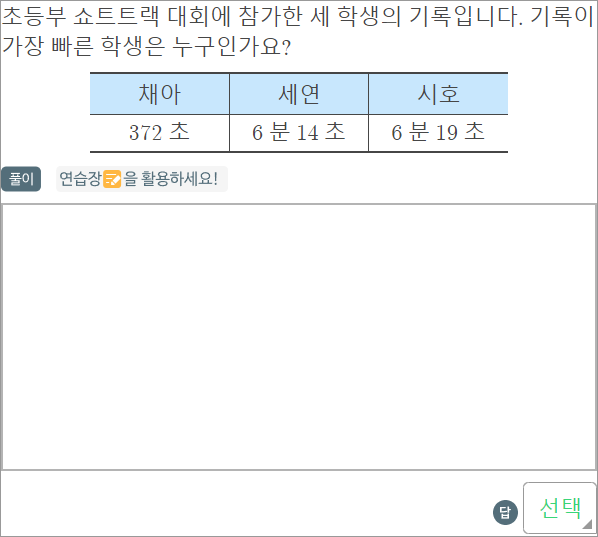 초등부 쇼트트랙 대회에 참가한 세 학생의 기록입니다. 기록이
가장 빠른 학생은 누구인가요?
채아 세연 시호
372 초 6 분 14 초 6 분 19 초
풀이 연습장을 활용하세요!
답 선택